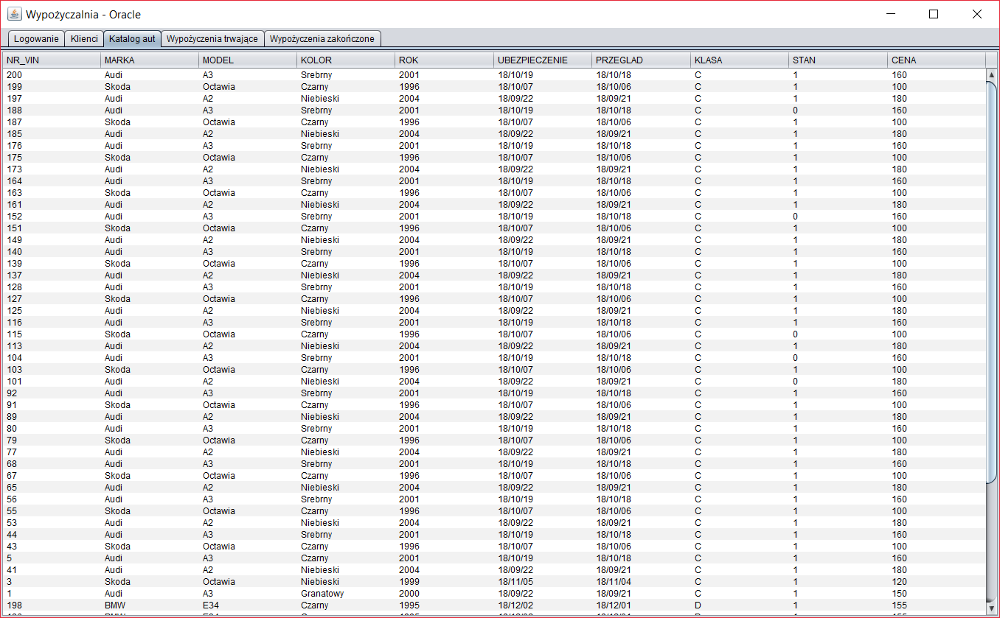 Wypożyczalnia - Oracle
Logowanie Klienci Katalog aut Wypożyczenia trwające Wypożyczenia zakończone
NR_VIN MARKA MODEL KOLOR ROK UBEZPIECZENIE PRZEGLAD KLASA STAN CENA
200 Audi A3 Srebrny 2001 18/10/19 18/10/18 C 1 160
199 Skoda Octawia Czarny 1996 18/10/07 18/10/06 C 1 100
197 Audi A2 Niebieski 2004 18/09/22 18/09/21 C 1 180
188 Audi A3 Srebrny 2001 18/10/19 18/10/18 C 0 160
187 Skoda Octawia Czarny 1996 18/10/07 18/10/06 C 1 100
185 Audi A2 Niebieski 2004 18/09/22 18/09/21 C 1 180
176 Audi A3 Srebrny 2001 18/10/19 18/10/18 C 1 160
175 Skoda Octawia Czarny 1996 18/10/07 18/10/06 C 1 100
173 Audi A2 Niebieski 2004 18/09/22 18/09/21 C 1 180
164 Audi A3 Srebrny 2001 18/10/19 18/10/18 C 1 160
163 Skoda Octawia Czarny 1996 18/10/07 18/10/06 C 1 100
161 Audi A2 Niebieski 2004 18/09/22 18/09/21 C 1 180
152 Audi A3 Srebrny 2001 18/10/19 18/10/18 C 0 160
151 Skoda Octawia Czarny 1996 18/10/07 18/10/06 C 1 100
149 Audi A2 Niebieski 2004 18/09/22 18/09/21 C 1 180
140 Audi A3 Srebrny 2001 18/10/19 18/10/18 C 1 160
139 Skoda Octawia Czarny 1996 18/10/07 18/10/06 C 1 100
137 Audi A2 Niebieski 2004 18/09/22 18/09/21 C 1 180
128 Audi A3 Srebrny 2001 18/10/19 18/10/18 C 1 160
127 Skoda Octawia Czarny 1996 18/10/07 18/10/06 C 1 100
125 Audi A2 Niebieski 2004 18/09/22 18/09/21 C 1 180
116 Audi A3 Srebrny 2001 18/10/19 18/10/18 C 1 160
115 Skoda Octawia Czarny 1996 18/10/07 18/10/06 C 0 100
113 Audi A2 Niebieski 2004 18/09/22 18/09/21 C 1 180
104 Audi A3 Srebrny 2001 18/10/19 18/10/18 C 0 160
103 Skoda Octawia Czarny 1996 18/10/07 18/10/06 C 1 100
101 Audi A2 Niebieski 2004 18/09/22 18/09/21 C 0 180
92 Audi A3 Srebrny 2001 18/10/19 18/10/18 C 1 160
91 Skoda Octawia Czarny 1996 18/10/07 18/10/06 C 1 100
89 Audi A2 Niebieski 2004 18/09/22 18/09/21 C 1 180
80 Audi A3 Srebrny 2001 18/10/19 18/10/18 C 1 160
79 Skoda Octawia Czarny 1996 18/10/07 18/10/06 C 1 100
77 Audi A2 Niebieski 2004 18/09/22 18/09/21 C 1 180
68 Audi A3 Srebrny 2001 18/10/19 18/10/18 C 1 160
67 Skoda Octawia Czarny 1996 18/10/07 18/10/06 C 1 100
65 Audi A2 Niebieski 2004 18/09/22 18/09/21 C 1 180
56 Audi A3 Srebrny 2001 18/10/19 18/10/18 C 1 160
55 Skoda Octawia Czarny 1996 18/10/07 18/10/06 C 1 100
53 Audi A2 Niebieski 2004 18/09/22 18/09/21 C 1 180
44 Audi A3 Srebrny 2001 18/10/19 18/10/18 C 1 160
43 Skoda Octawia Czarny 1996 18/10/07 18/10/06 C 1 100
5 Audi A3 Czarny 2001 18/10/19 18/10/18 C 1 160
41 Audi A2 Niebieski 2004 18/09/22 18/09/21 C 1 180
3 Skoda Octawia Niebieski 1999 18/11/05 18/11/04 C 1 120
1 Audi A3 Granatowy 2000 18/09/22 18/09/21 C 1 150
198 BMW E34 Czarny 1995 18/12/02 18/12/01 D 1 155